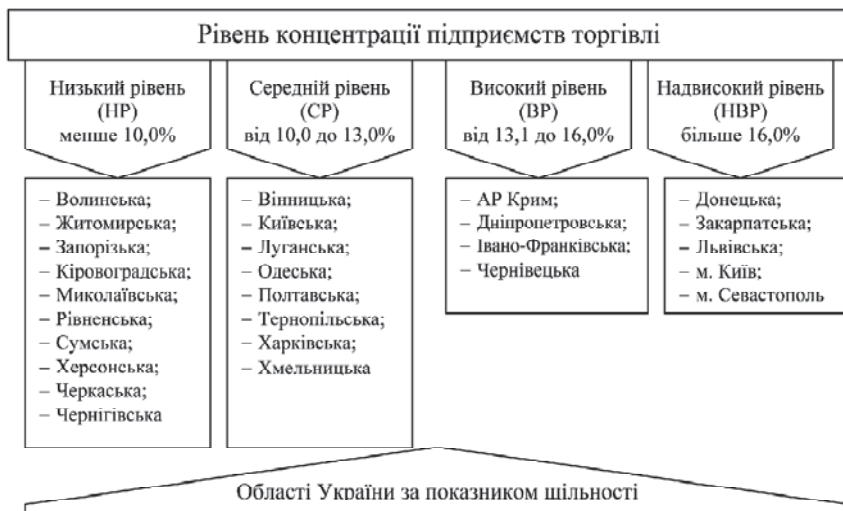 Рівень концентрації підприємств торгівлі
Низький рівень
(НР)
менше 10,0%
Середній рівень
(СР)
від 10,0 до 13,0%
Високий рівень
(ВР)
від 13,1 до 16,0%
Надвисокий рівень
(НВР)
більше 16,0%
– Волинська;
– Житомирська;
– Запорізька;
– Кіровоградська;
– Миколаївська;
– Рівненська;
– Сумська;
– Херсонська;
– Черкаська;
– Чернігівська
– Вінницька;
– Київська;
– Луганська;
– Одеська;
– Полтавська;
– Тернопільська;
– Харківська;
– Хмельницька
– АР Крим;
– Дніпропетровська;
– Івано-Франківська;
– Чернівецька
– Донецька;
– Закарпатська;
– Львівська;
– м. Київ;
– м. Севастополь
Області України за показником щільності